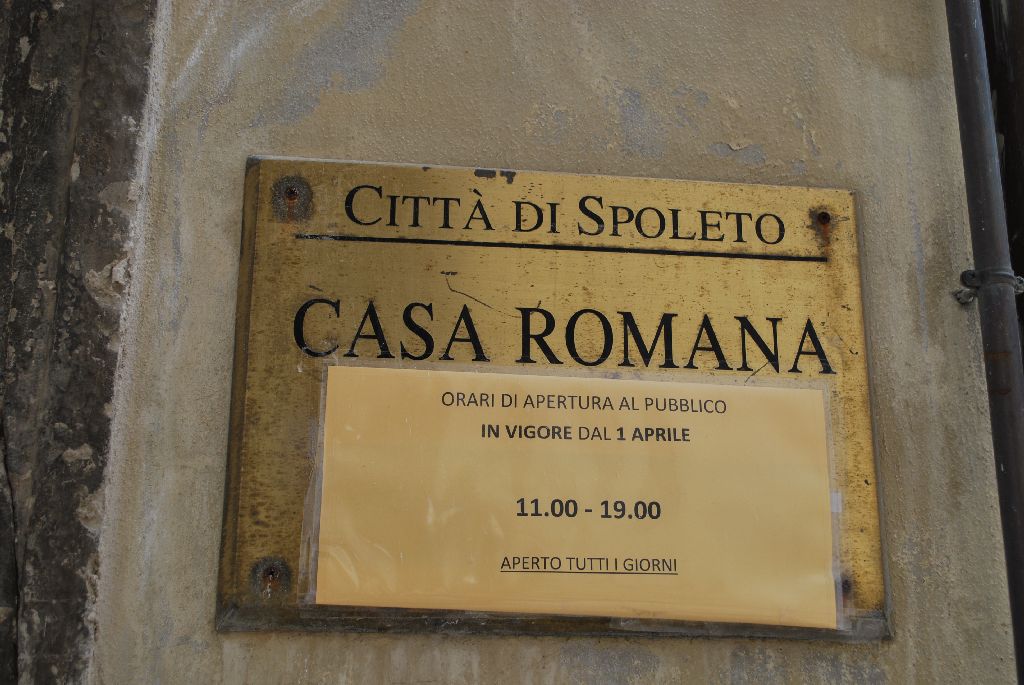 CITTÀ DI SPOLETO
CASA ROMANA
ORARI DI APERTURA AL PUBBLICO
IN VIGORE DAL 1 APRILE
11.00 - 19.00
APERTO TUTTI I GIORNI